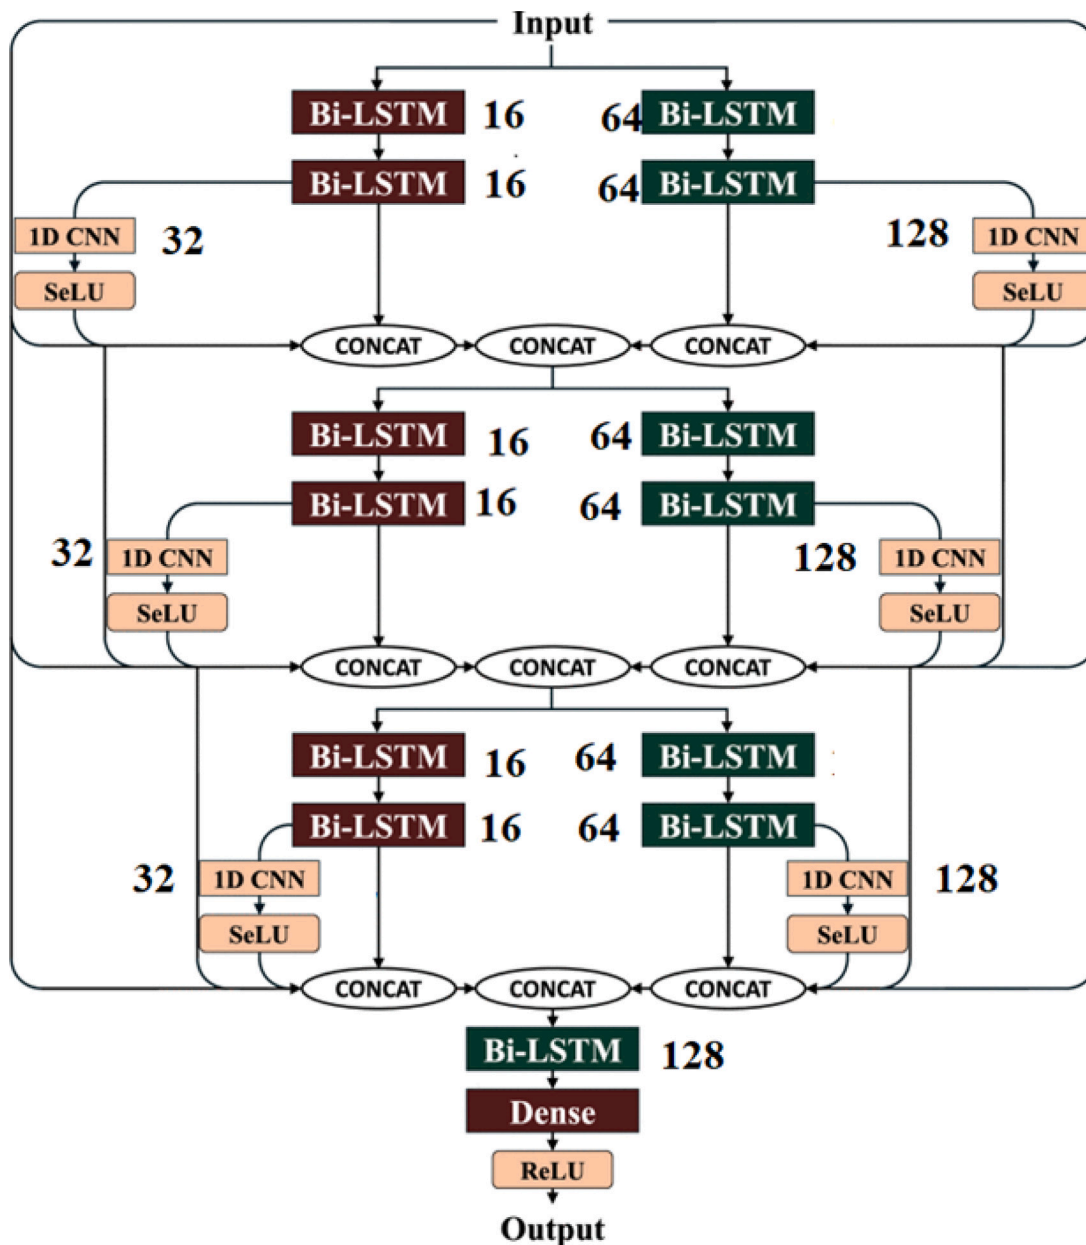 Input
Bi-LSTM 16 64 Bi-LSTM
Bi-LSTM 16 64 Bi-LSTM
1D CNN 32 128 1D CNN
SeLU SeLU
CONCAT CONCAT CONCAT
Bi-LSTM 16 64 Bi-LSTM
Bi-LSTM 16 64 Bi-LSTM
32 1D CNN 128 1D CNN
SeLU SeLU
CONCAT CONCAT CONCAT
Bi-LSTM 16 64 Bi-LSTM
Bi-LSTM 16 64 Bi-LSTM
32 1D CNN 1D CNN 128
SeLU SeLU
CONCAT CONCAT CONCAT
Bi-LSTM 128
Dense
ReLU
Output